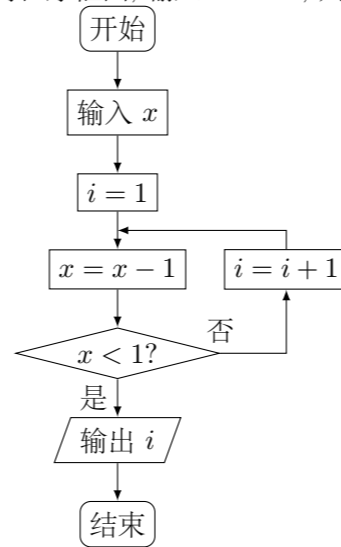 开始
输入 x
i = 1
x = x − 1
i = i + 1
x < 1?
否
是
输出 i
结束